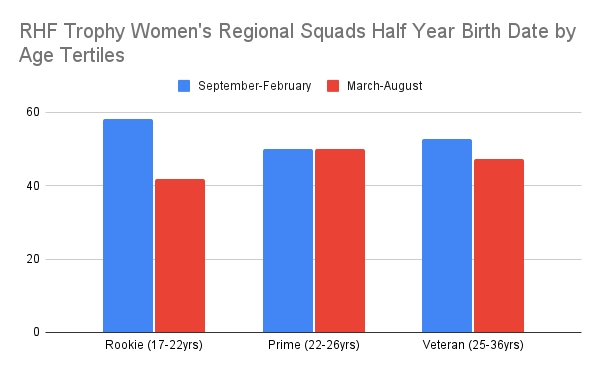 RHF Trophy Women's Regional Squads Half Year Birth Date by
Age Tertiles
September-February
March-August
60
40
20
0
Rookie (17-22yrs)
Prime (22-26yrs)
Veteran (25-36yrs)